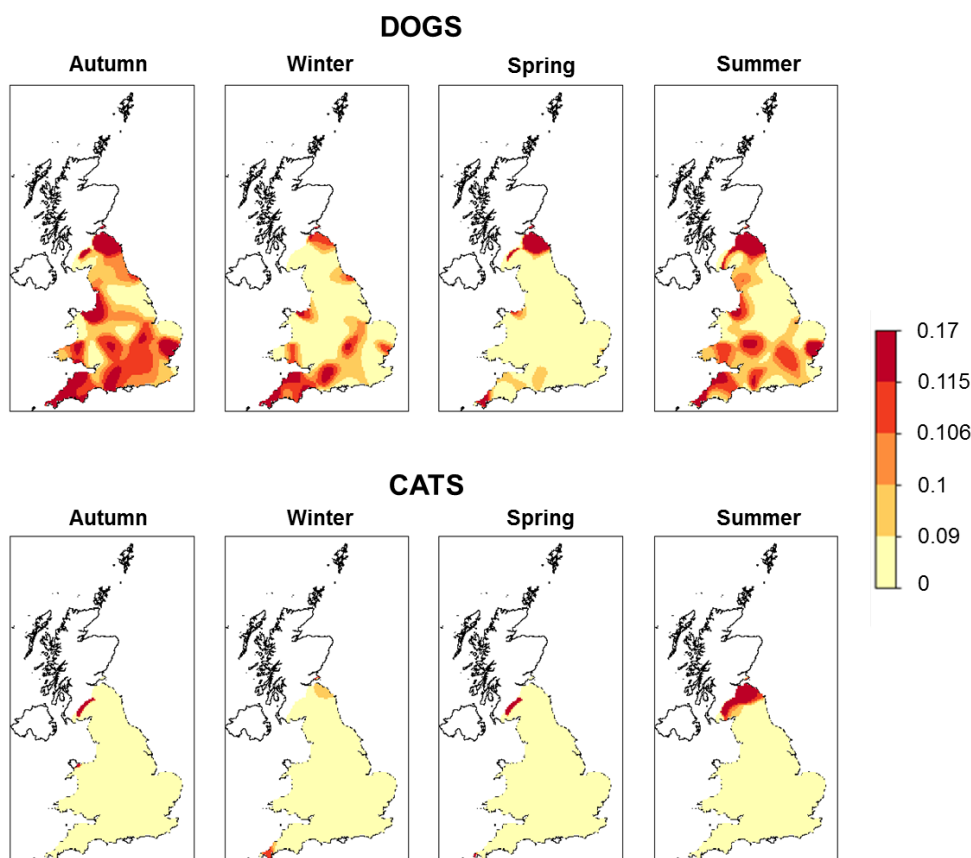 DOGS
Autumn Winter Spring Summer
0.17
0.115
0.106
0.1
0.09
0
CATS
Autumn Winter Spring Summer